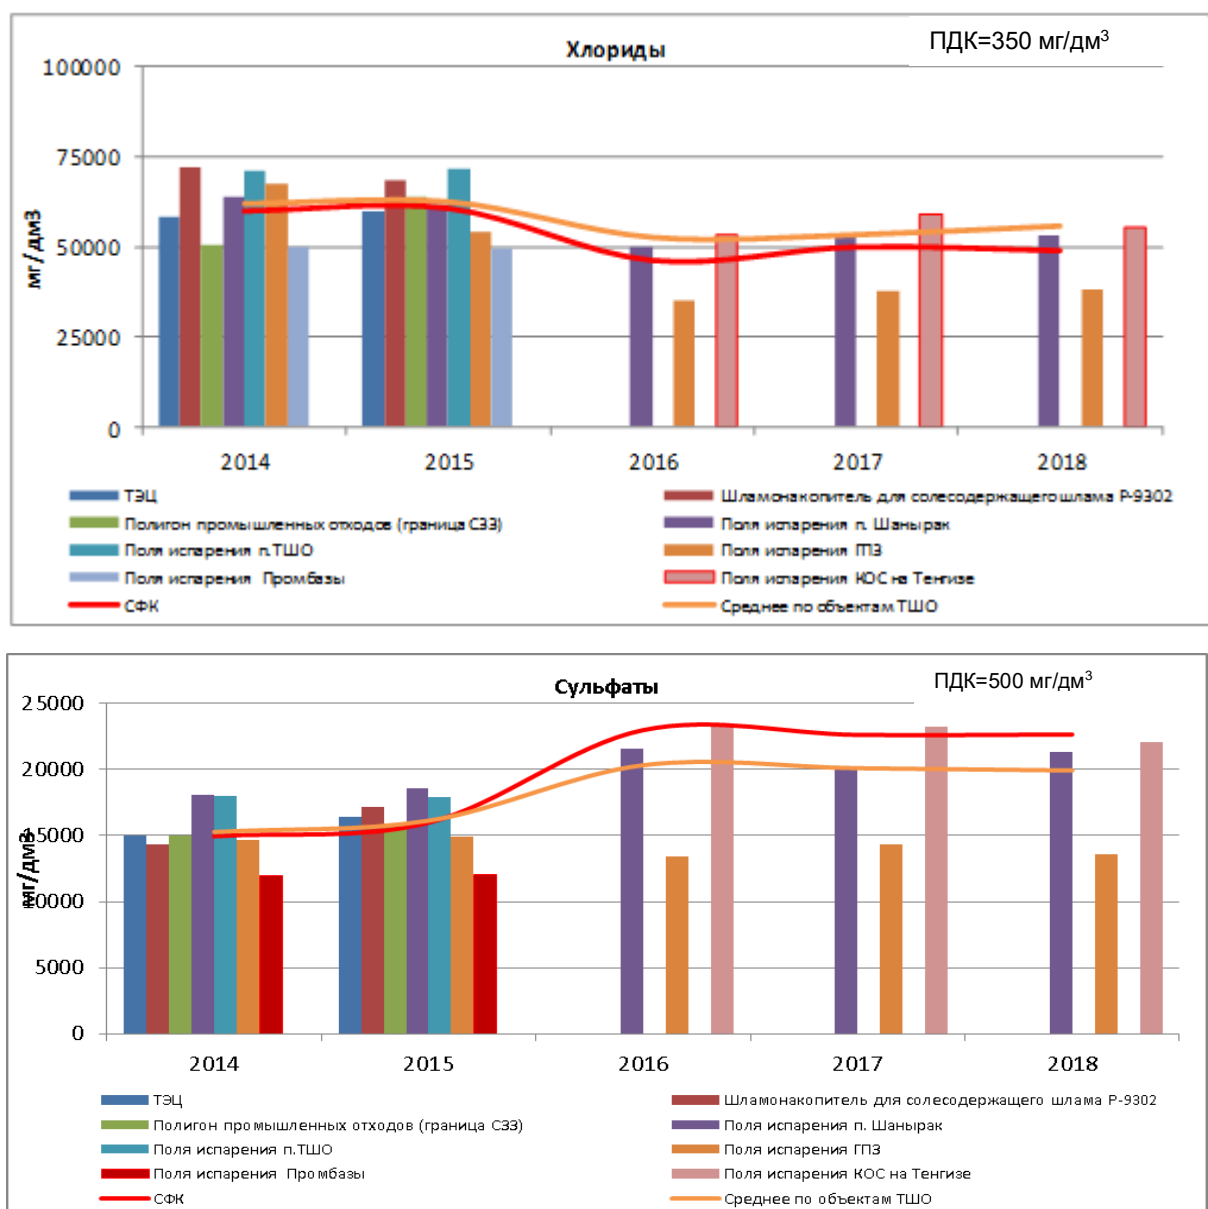 Хлориды
ПДК=350 мг/дм³
100000
75000
50000
25000
0
мг/дм3
2014 2015 2016 2017 2018
ТЭЦ
Шламонакопитель для солесодержащего шлама Р-9302
Полигон промышленных отходов (граница СЗЗ)
Поля испарения п. Шанырак
Поля испарения п.ТШО
Поля испарения ГПЗ
Поля испарения Промбазы
Поля испарения КОС на Тенгизе
СФК
Среднее по объектам ТШО
Сульфаты
ПДК=500 мг/дм³
25000
20000
15000
10000
5000
0
мг/дм3
2014 2015 2016 2017 2018
ТЭЦ
Шламонакопитель для солесодержащего шлама Р-9302
Полигон промышленных отходов (граница СЗЗ)
Поля испарения п. Шанырак
Поля испарения п.ТШО
Поля испарения ГПЗ
Поля испарения Промбазы
Поля испарения КОС на Тенгизе
СФК
Среднее по объектам ТШО